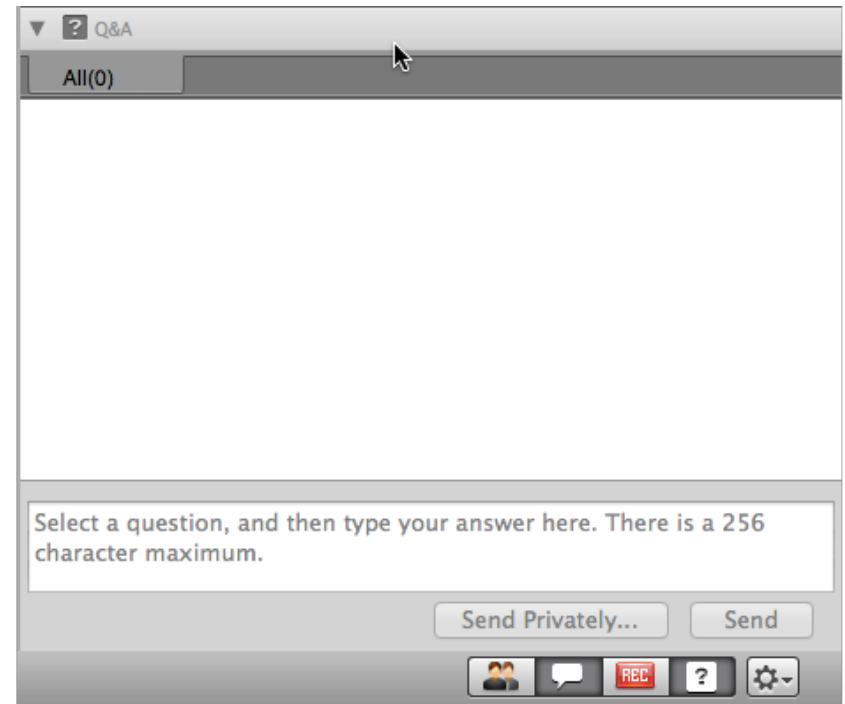 ? Q&A
All(0)
Select a question, and then type your answer here. There is a 256
character maximum.
Send Privately... Send
REC ?